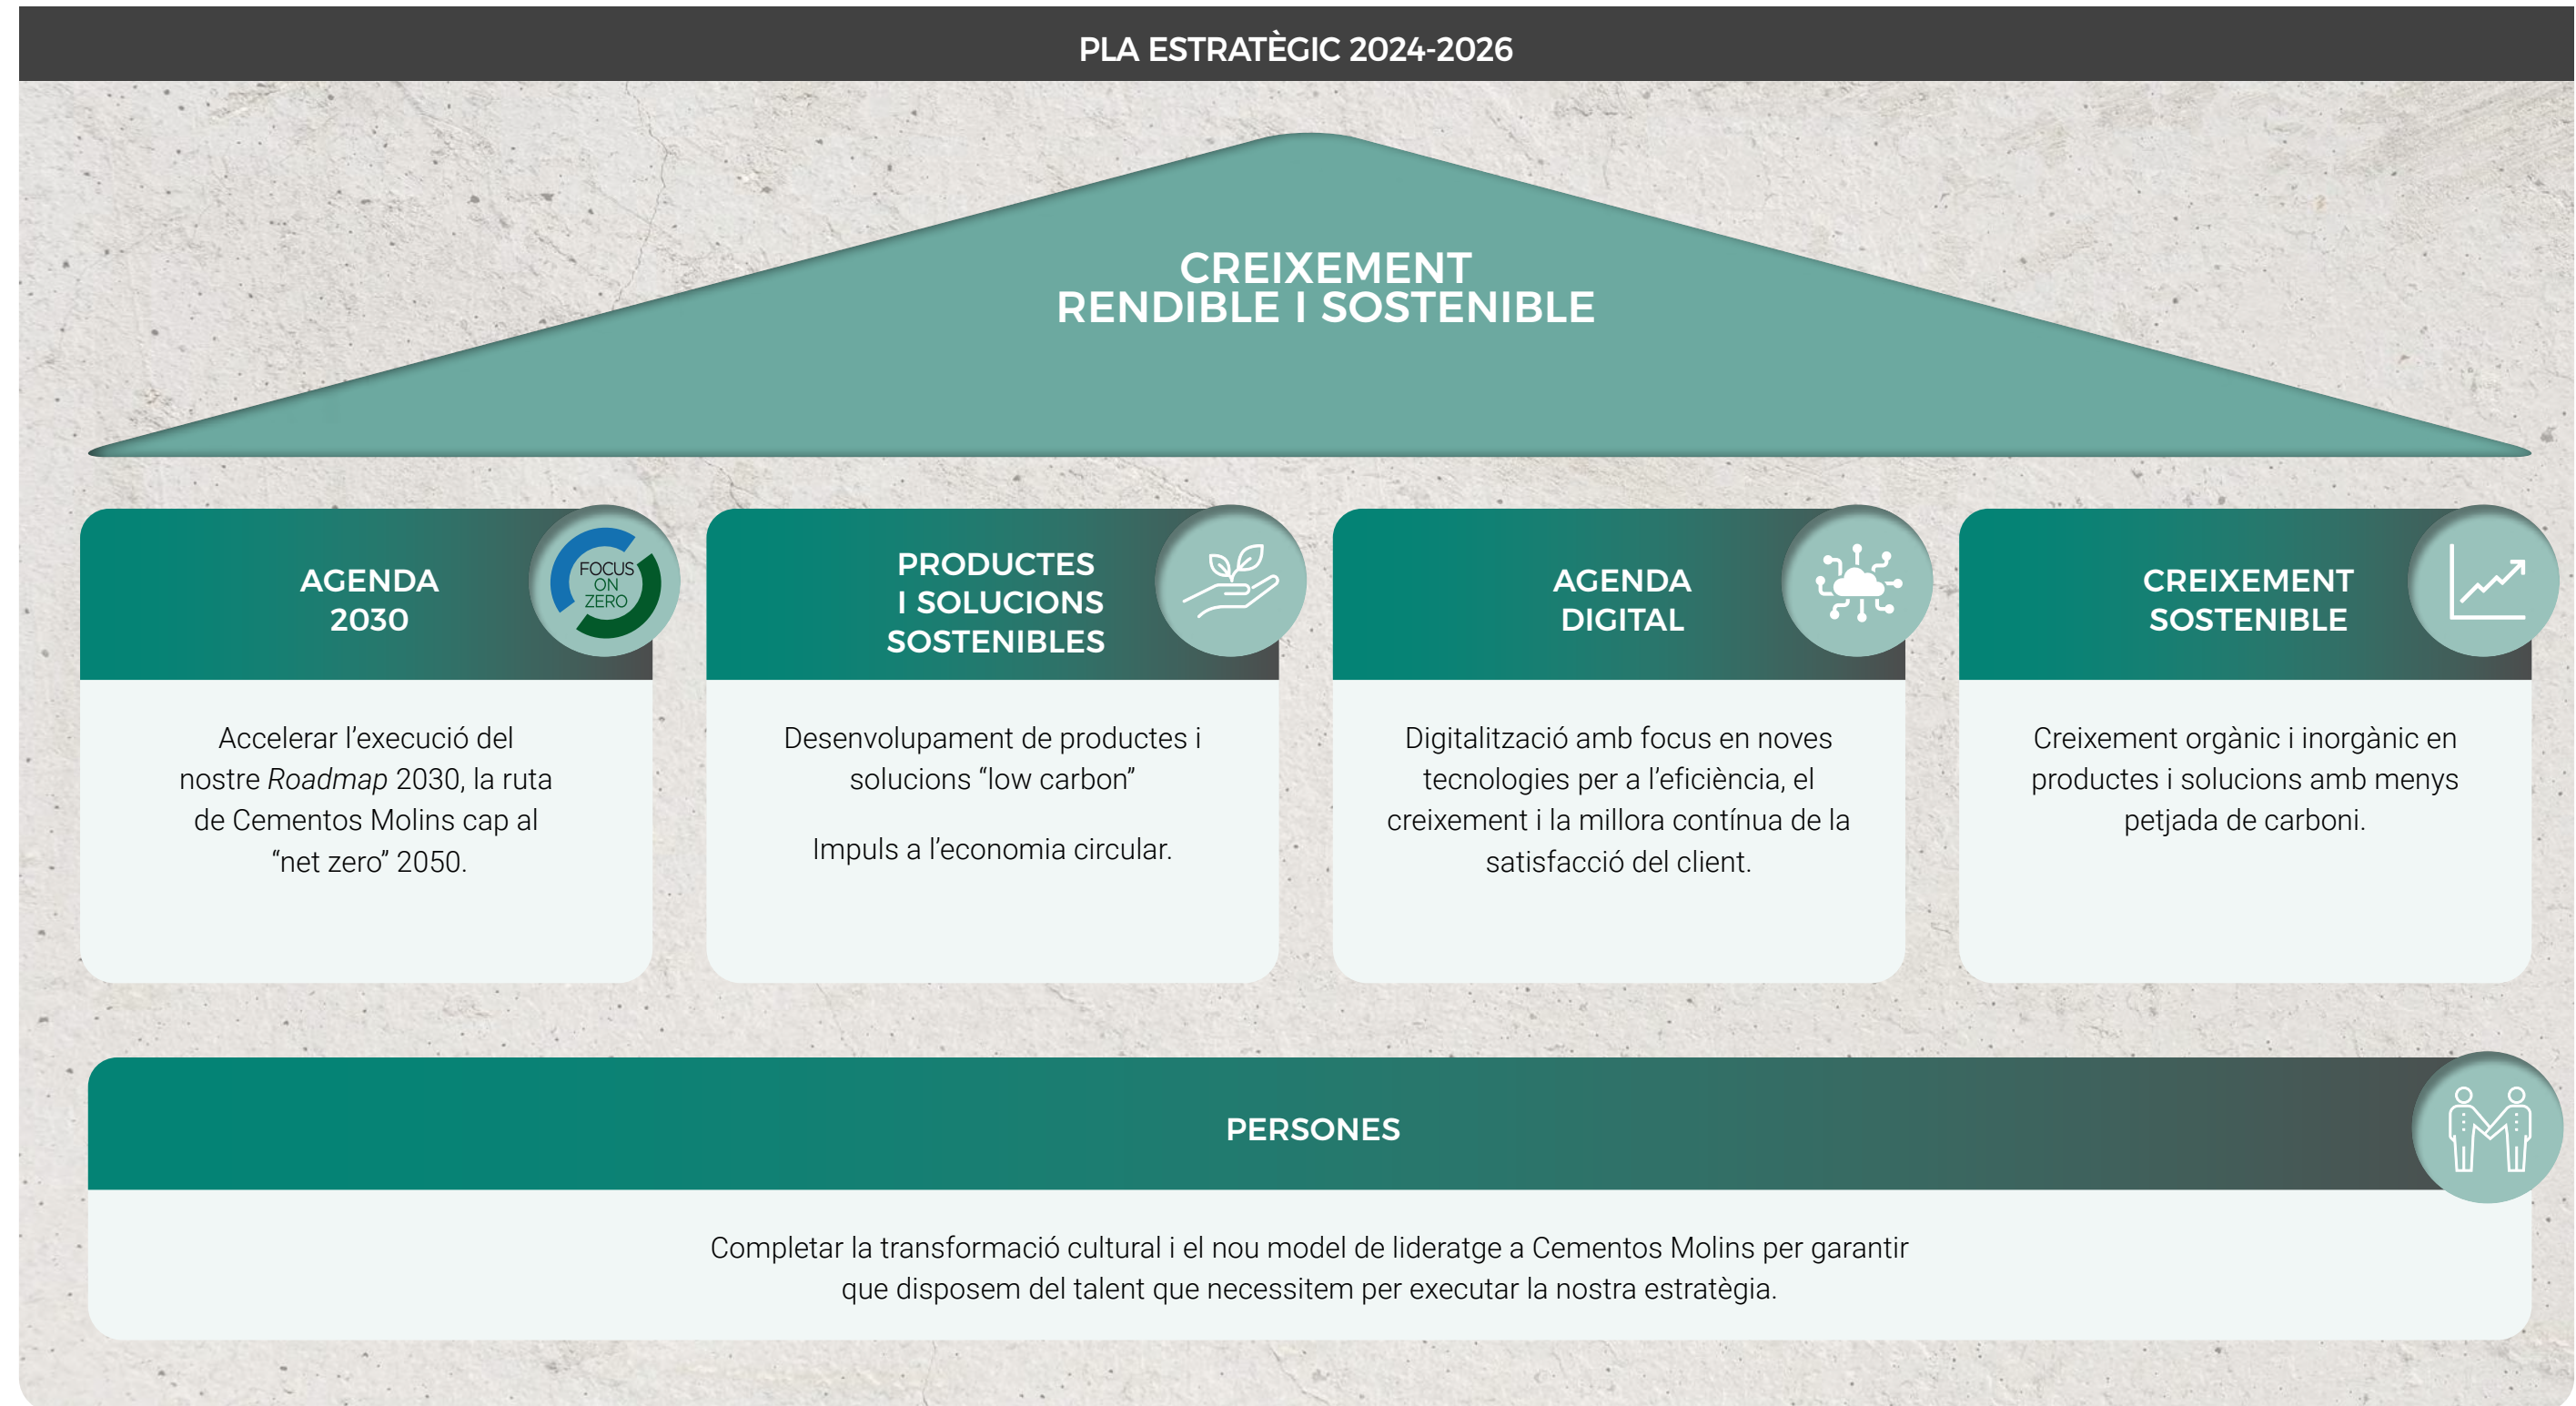 PLA ESTRATÈGIC 2024-2026
CREIXEMENT
RENDIBLE I SOSTENIBLE
AGENDA
2030
FOCUS
ON
ZERO
Accelerar l’execució del
nostre Roadmap 2030, la ruta
de Cementos Molins cap al
“net zero” 2050.
PRODUCTES
I SOLUCIONS
SOSTENIBLES
Desenvolupament de productes i
solucions “low carbon”
Impuls a l’economia circular.
AGENDA
DIGITAL
Digitalització amb focus en noves
tecnologies per a l’eficiència, el
creixement i la millora contínua de la
satisfacció del client.
CREIXEMENT
SOSTENIBLE
Creixement orgànic i inorgànic en
productes i solucions amb menys
petjada de carboni.
PERSONES
Completar la transformació cultural i el nou model de lideratge a Cementos Molins per garantir
que disposem del talent que necessitem per executar la nostra estratègia.